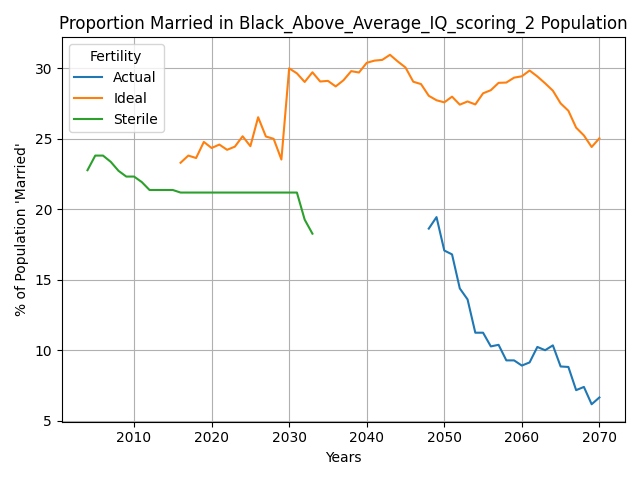 Proportion Married in Black_Above_Average_IQ_scoring_2 Population
Fertility
Actual
Ideal
Sterile
% of Population 'Married'
30
25
20
15
10
5
2010
2020
2030
2040
2050
2060
2070
Years